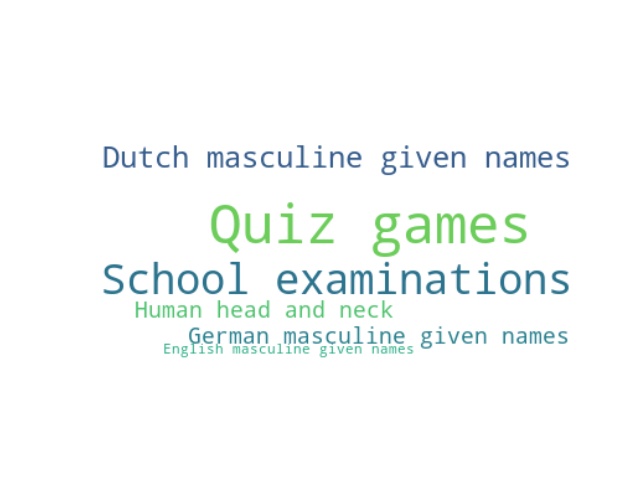 Dutch masculine given names
Quiz games
School examinations
Human head and neck
German masculine given names
English masculine given names